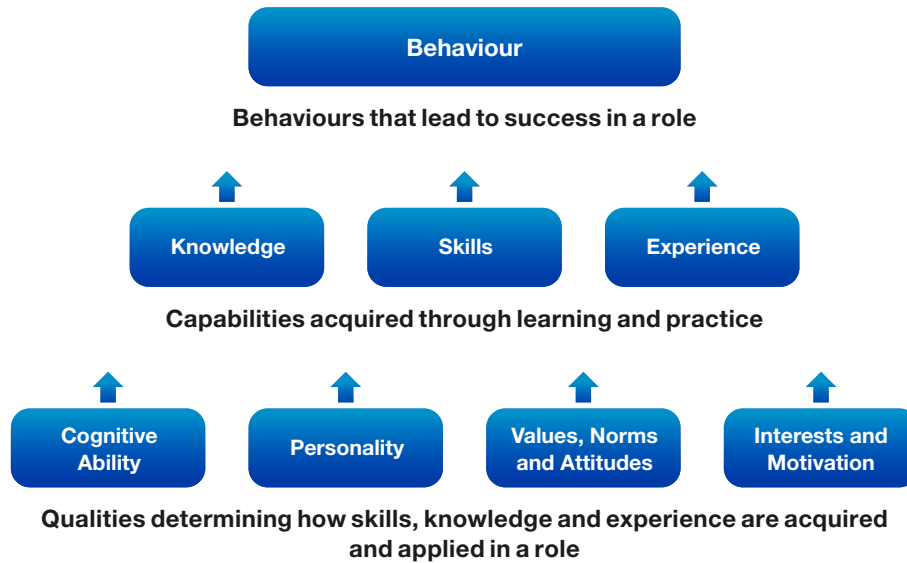 Behaviour
Behaviours that lead to success in a role
Knowledge
Skills
Experience
Capabilities acquired through learning and practice
Cognitive
Ability
Personality
Values, Norms
and Attitudes
Interests and
Motivation
Qualities determining how skills, knowledge and experience are acquired
and applied in a role